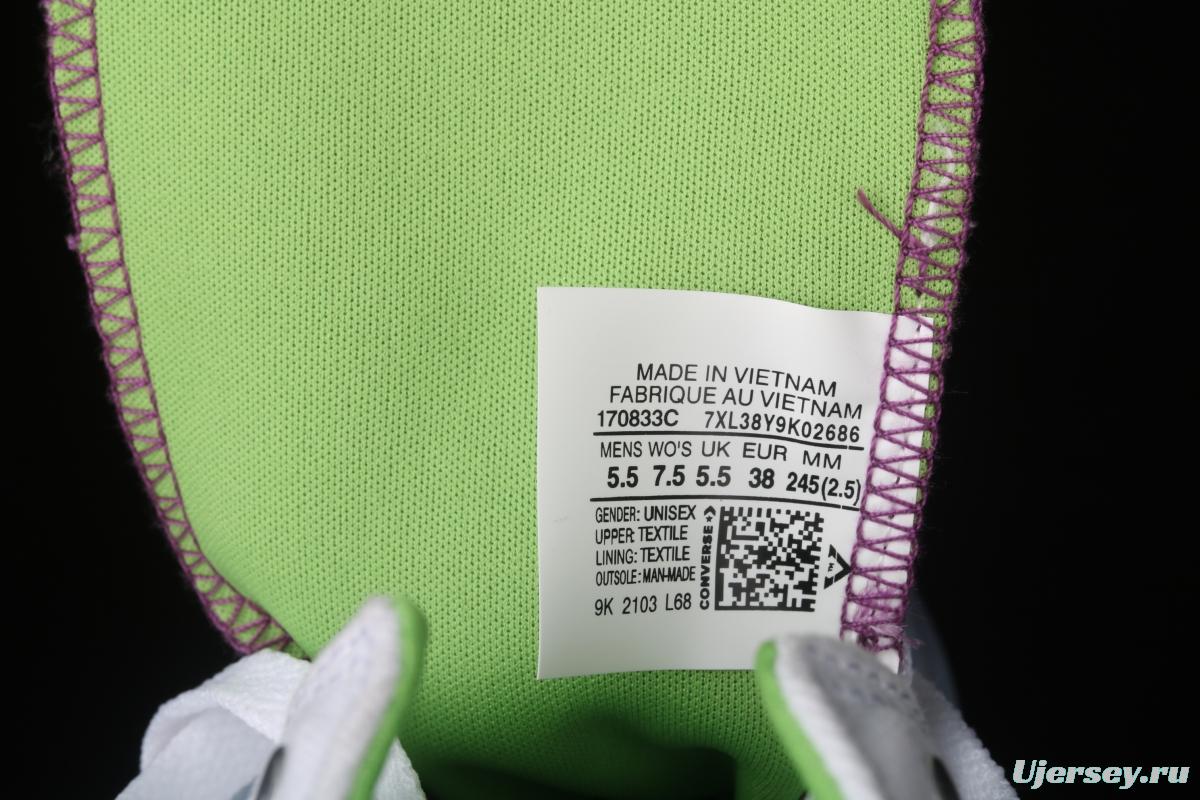 MADE IN VIETNAM
FABRIQUE AU VIETNAM
170833C 7XL38Y9K02686
MENS WO'S UK EUR MM
5.5 7.5 5.5 38 245(2.5)
GENDER: UNISEX
UPPER: TEXTILE
LINING: TEXTILE
OUTSOLE: MAN-MADE
9K 2103 L68
CONVERSE
TM
Ujersey.ru